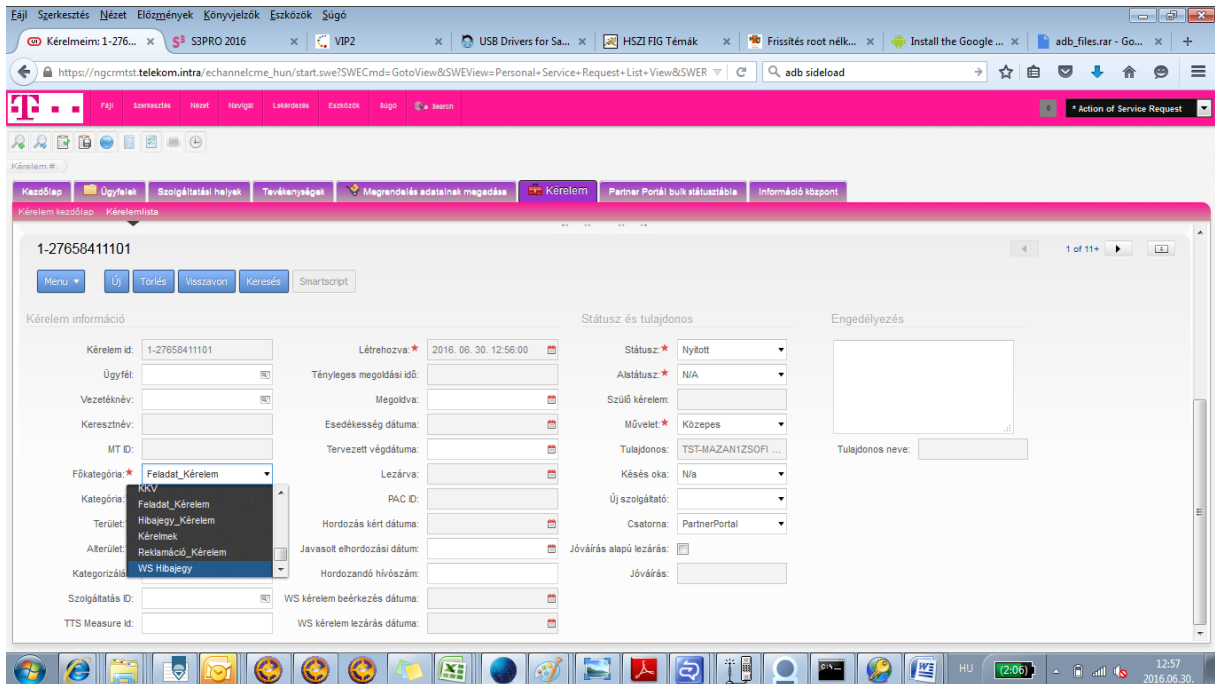 Fájl Szerkesztés Nézet Előzmények Könyvjelzők Eszközök Súgó
Kérelmeim: 1-276... S3PRO 2016 VIP2 USB Drivers for Sa... HSZI FIG Témák Frissítés root nélk... Install the Google ... adb_files.rar - Go...
https://ngcrmtst.telekom.intra/echannelcme_hun/start.swe?SWECmd=GotoView&SWEView=Personal+Service+Request+List+View&SWER adb sideload
T Fájl Szerkesztés Nézet Navigál Lekérdezés Eszközök Súgó Search 0 * Action of Service Request
Kérelem #:
Kezdőlap Ügyfelek Szolgáltatási helyek Tevékenységek Megrendelés adatainak megadása Kérelem Partner Portál bulk státusztábla Információ központ
Kérelem kezdőlap Kérelemlista
1-27658411101 1 of 11+
Menu Új Törlés Visszavon Keresés Smartscript
Kérelem információ Státusz és tulajdonos Engedélyezés
Kérelem id: 1-27658411101 Létrehozva:* 2016. 06. 30. 12:56:00 Státusz:* Nyitott
Ügyfél: Tényleges megoldási idő: Alstátusz:* N/A
Vezetéknév: Megoldva: Szülő kérelem:
Keresztnév: Esedékesség dátuma: Művelet:* Közepes
MT ID: Tervezett végdátuma: Tulajdonos: TST-MAZAN1ZSOFI ... Tulajdonos neve:
Főkategória:* Feladat_Kérelem Lezárva: Késés oka: N/a
KKV
Kategória: Feladat_Kérelem PAC ID: Új szolgáltató:
Terület: Hibajegy_Kérelem Hordozás kért dátuma: Csatorna: PartnerPortal
Kérelmek
Alterület: Reklamáció_Kérelem Javasolt elhordozási dátum: Jóváírás alapú lezárás:
Kategorizálá WS Hibajegy Hordozandó hívószám: Jóváírás:
Szolgáltatás ID: WS kérelem beérkezés dátuma:
TTS Measure Id: WS kérelem lezárás dátuma:
HU (2:06) 12:57
2016.06.30.